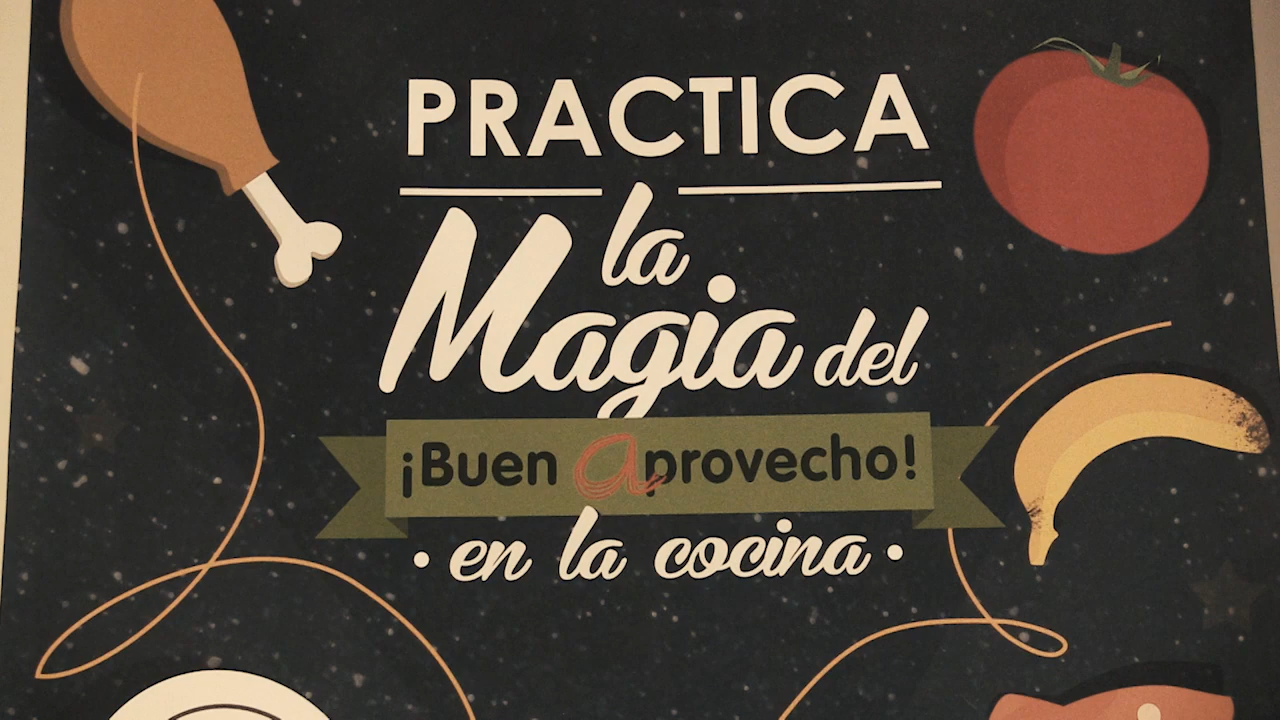 PRACTICA
la
Magia del
¡Buen aprovecho!
• en la cocina •